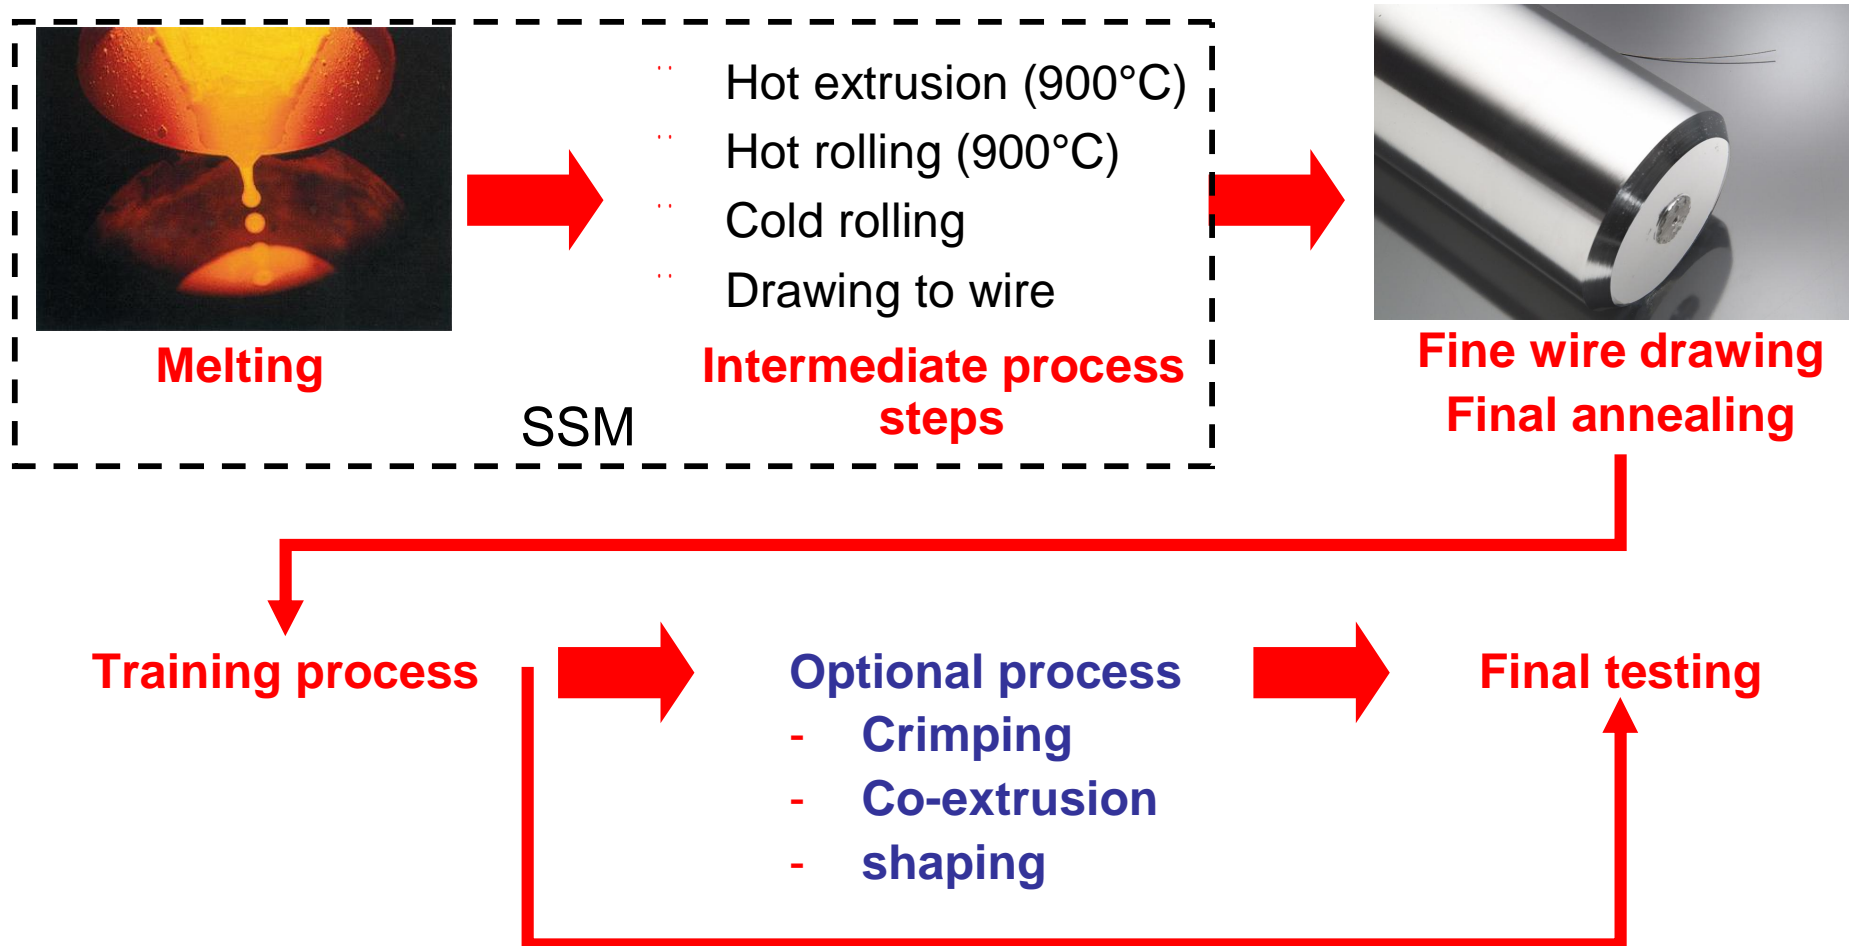 Hot extrusion (900°C)
Hot rolling (900°C)
Cold rolling
Drawing to wire
Melting
Intermediate process
steps
SSM
Fine wire drawing
Final annealing
Training process
Optional process
- Crimping
- Co-extrusion
- shaping
Final testing